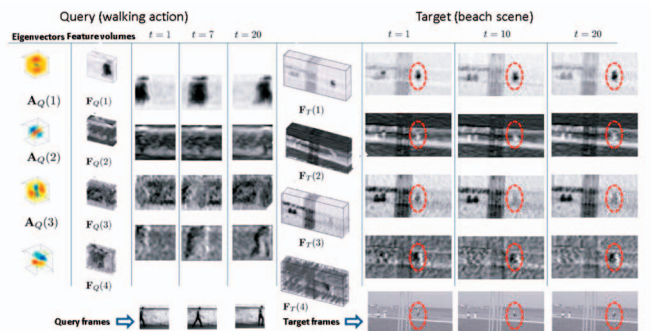 Query (walking action) Target (beach scene)
Eigenvectors Feature volumes t = 1 t = 7 t = 20 t = 1 t = 10 t = 20
F_Q(1) F_T(1)
A_Q(1)
F_Q(2) F_T(2)
A_Q(2)
F_Q(3) F_T(3)
A_Q(3)
F_Q(4) F_T(4)
Query frames Target frames